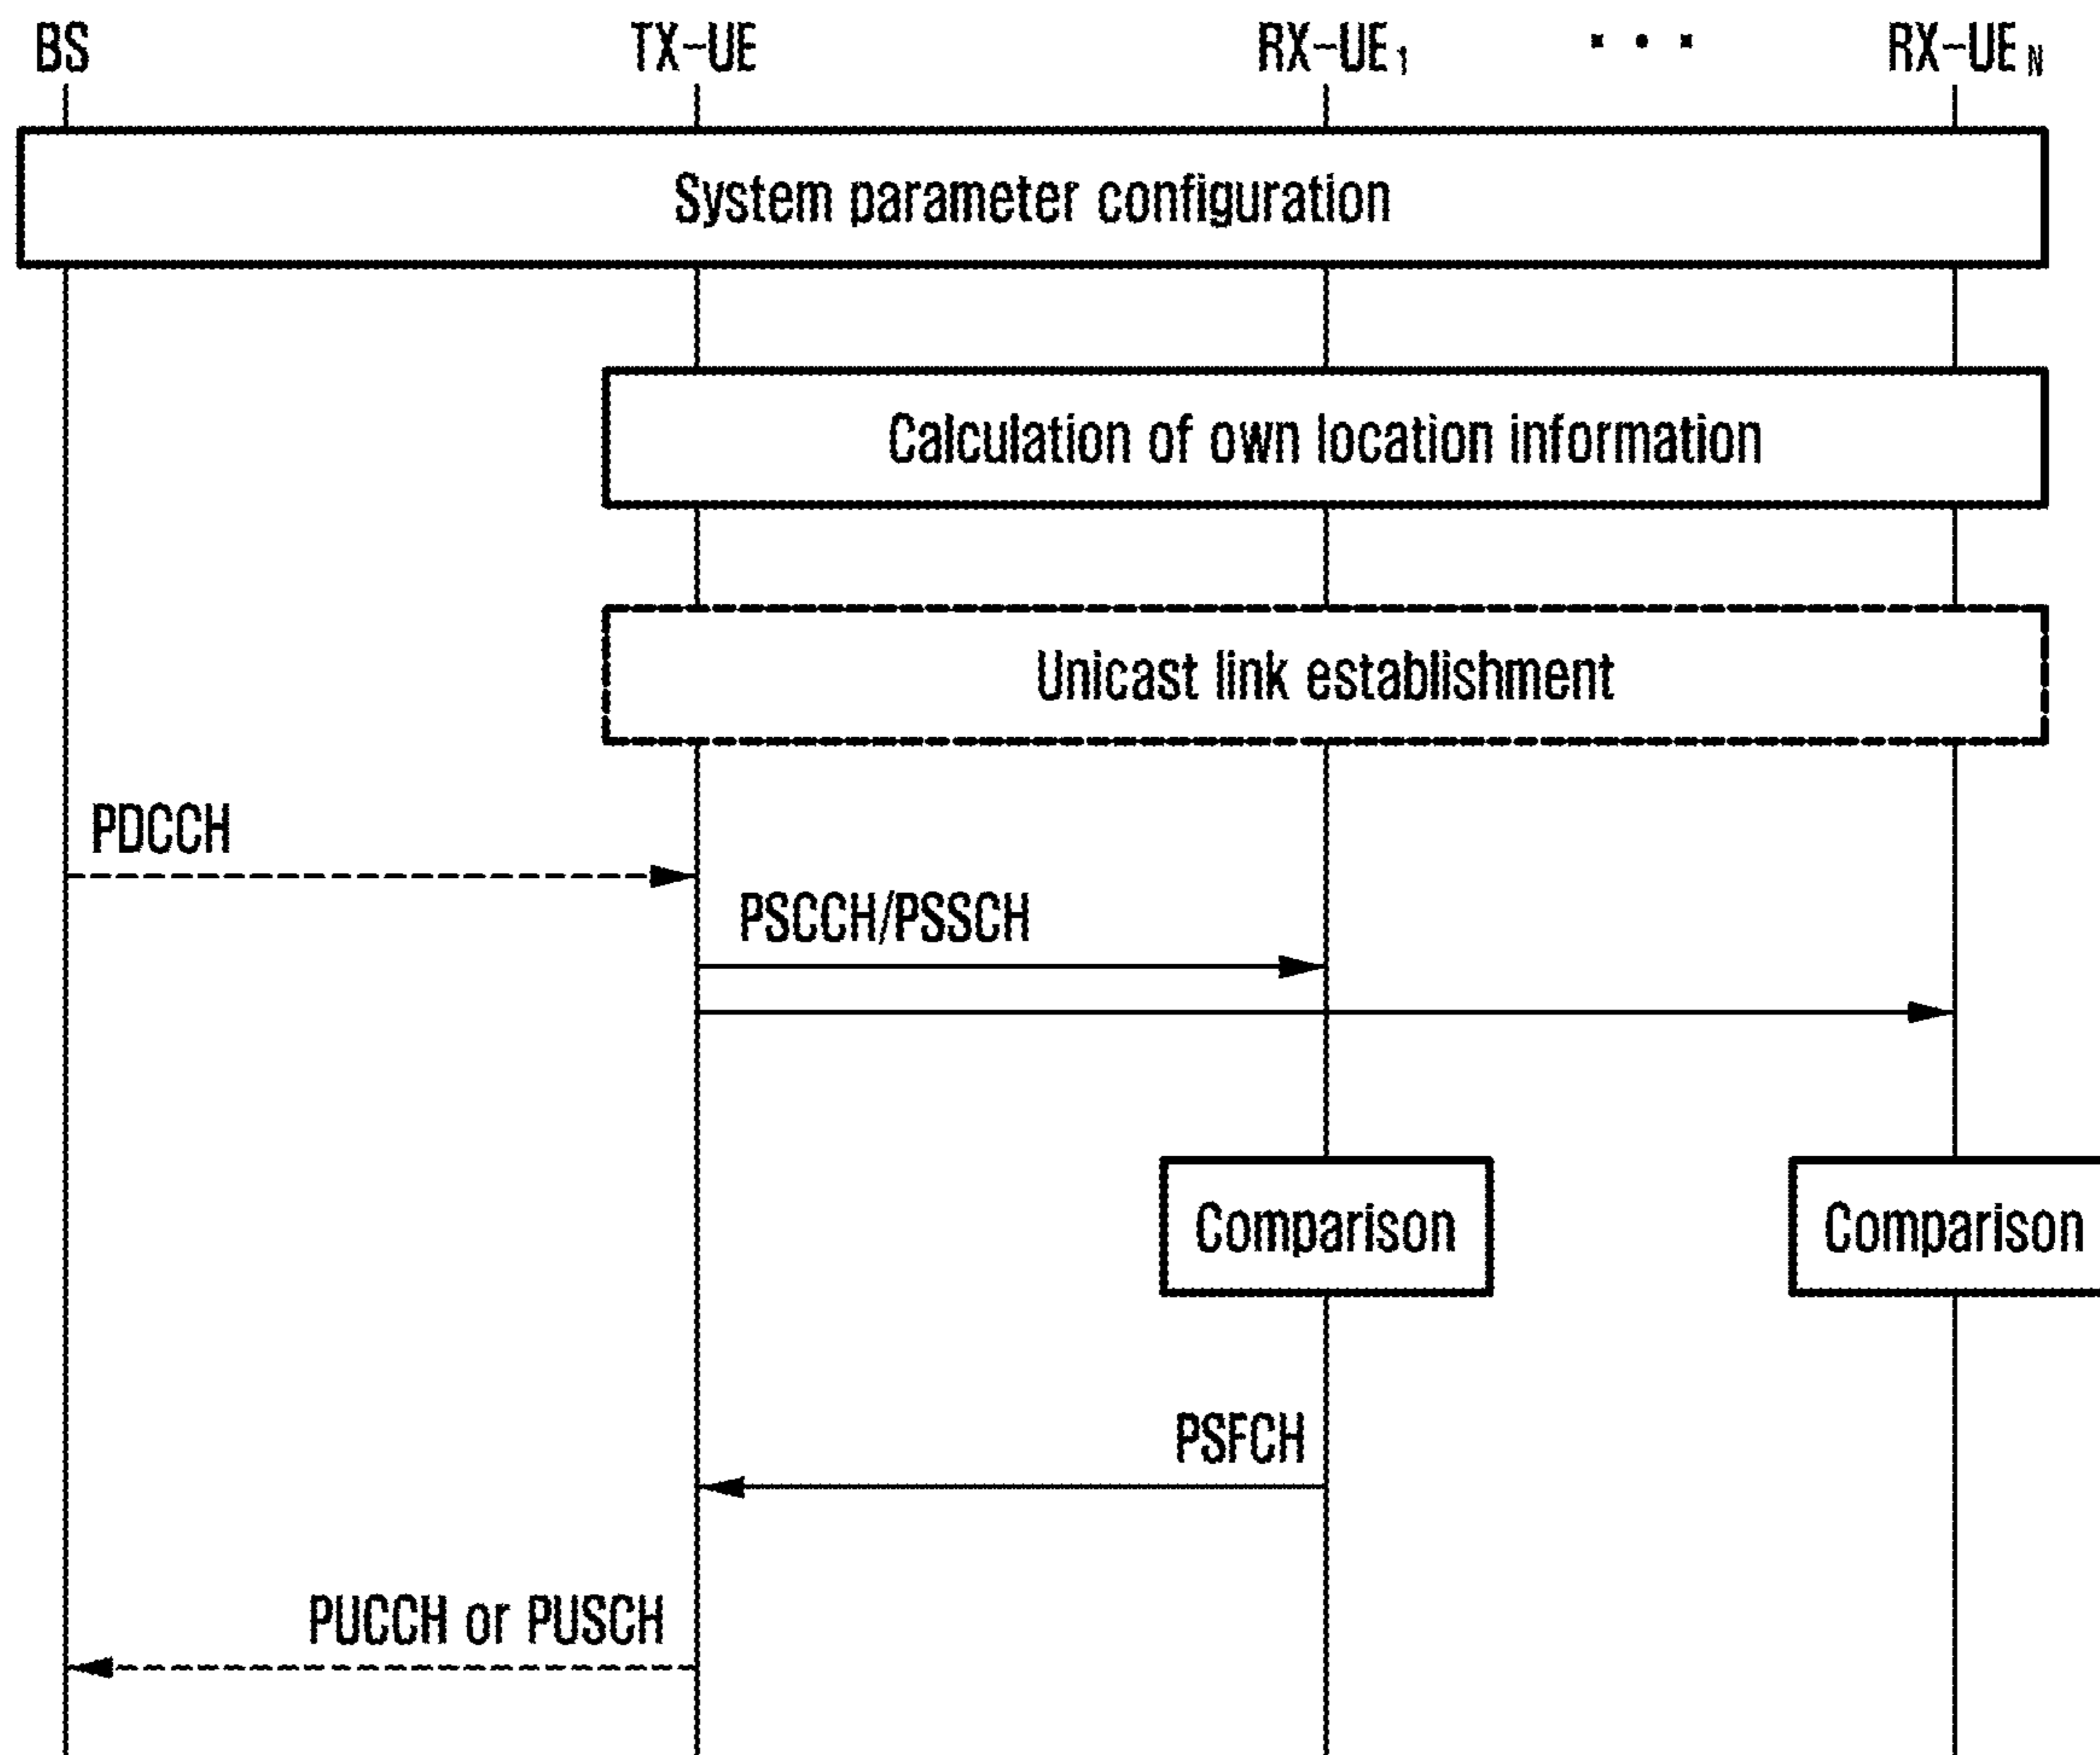 BS TX-UE RX-UE1 ... RX-UEN
System parameter configuration
Calculation of own location information
Unicast link establishment
PDCCH
PSCCH/PSSCH
Comparison Comparison
PSFCH
PUCCH or PUSCH